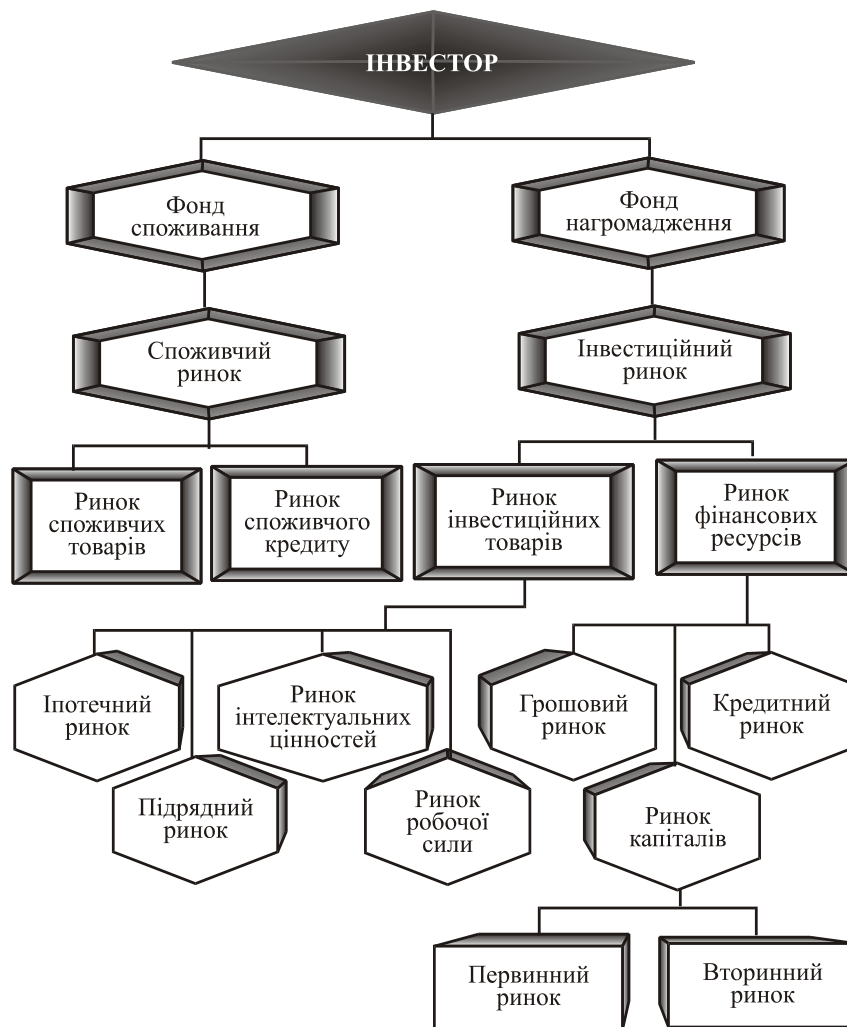 ІНВЕСТОР
Фонд
споживання
Фонд
нагромадження
Споживчий
ринок
Інвестиційний
ринок
Ринок
споживчих
товарів
Ринок
споживчого
кредиту
Ринок
інвестиційних
товарів
Ринок
фінансових
ресурсів
Іпотечний
ринок
Ринок
інтелектуальних
цінностей
Грошовий
ринок
Кредитний
ринок
Підрядний
ринок
Ринок
робочої
сили
Ринок
капіталів
Первинний
ринок
Вторинний
ринок